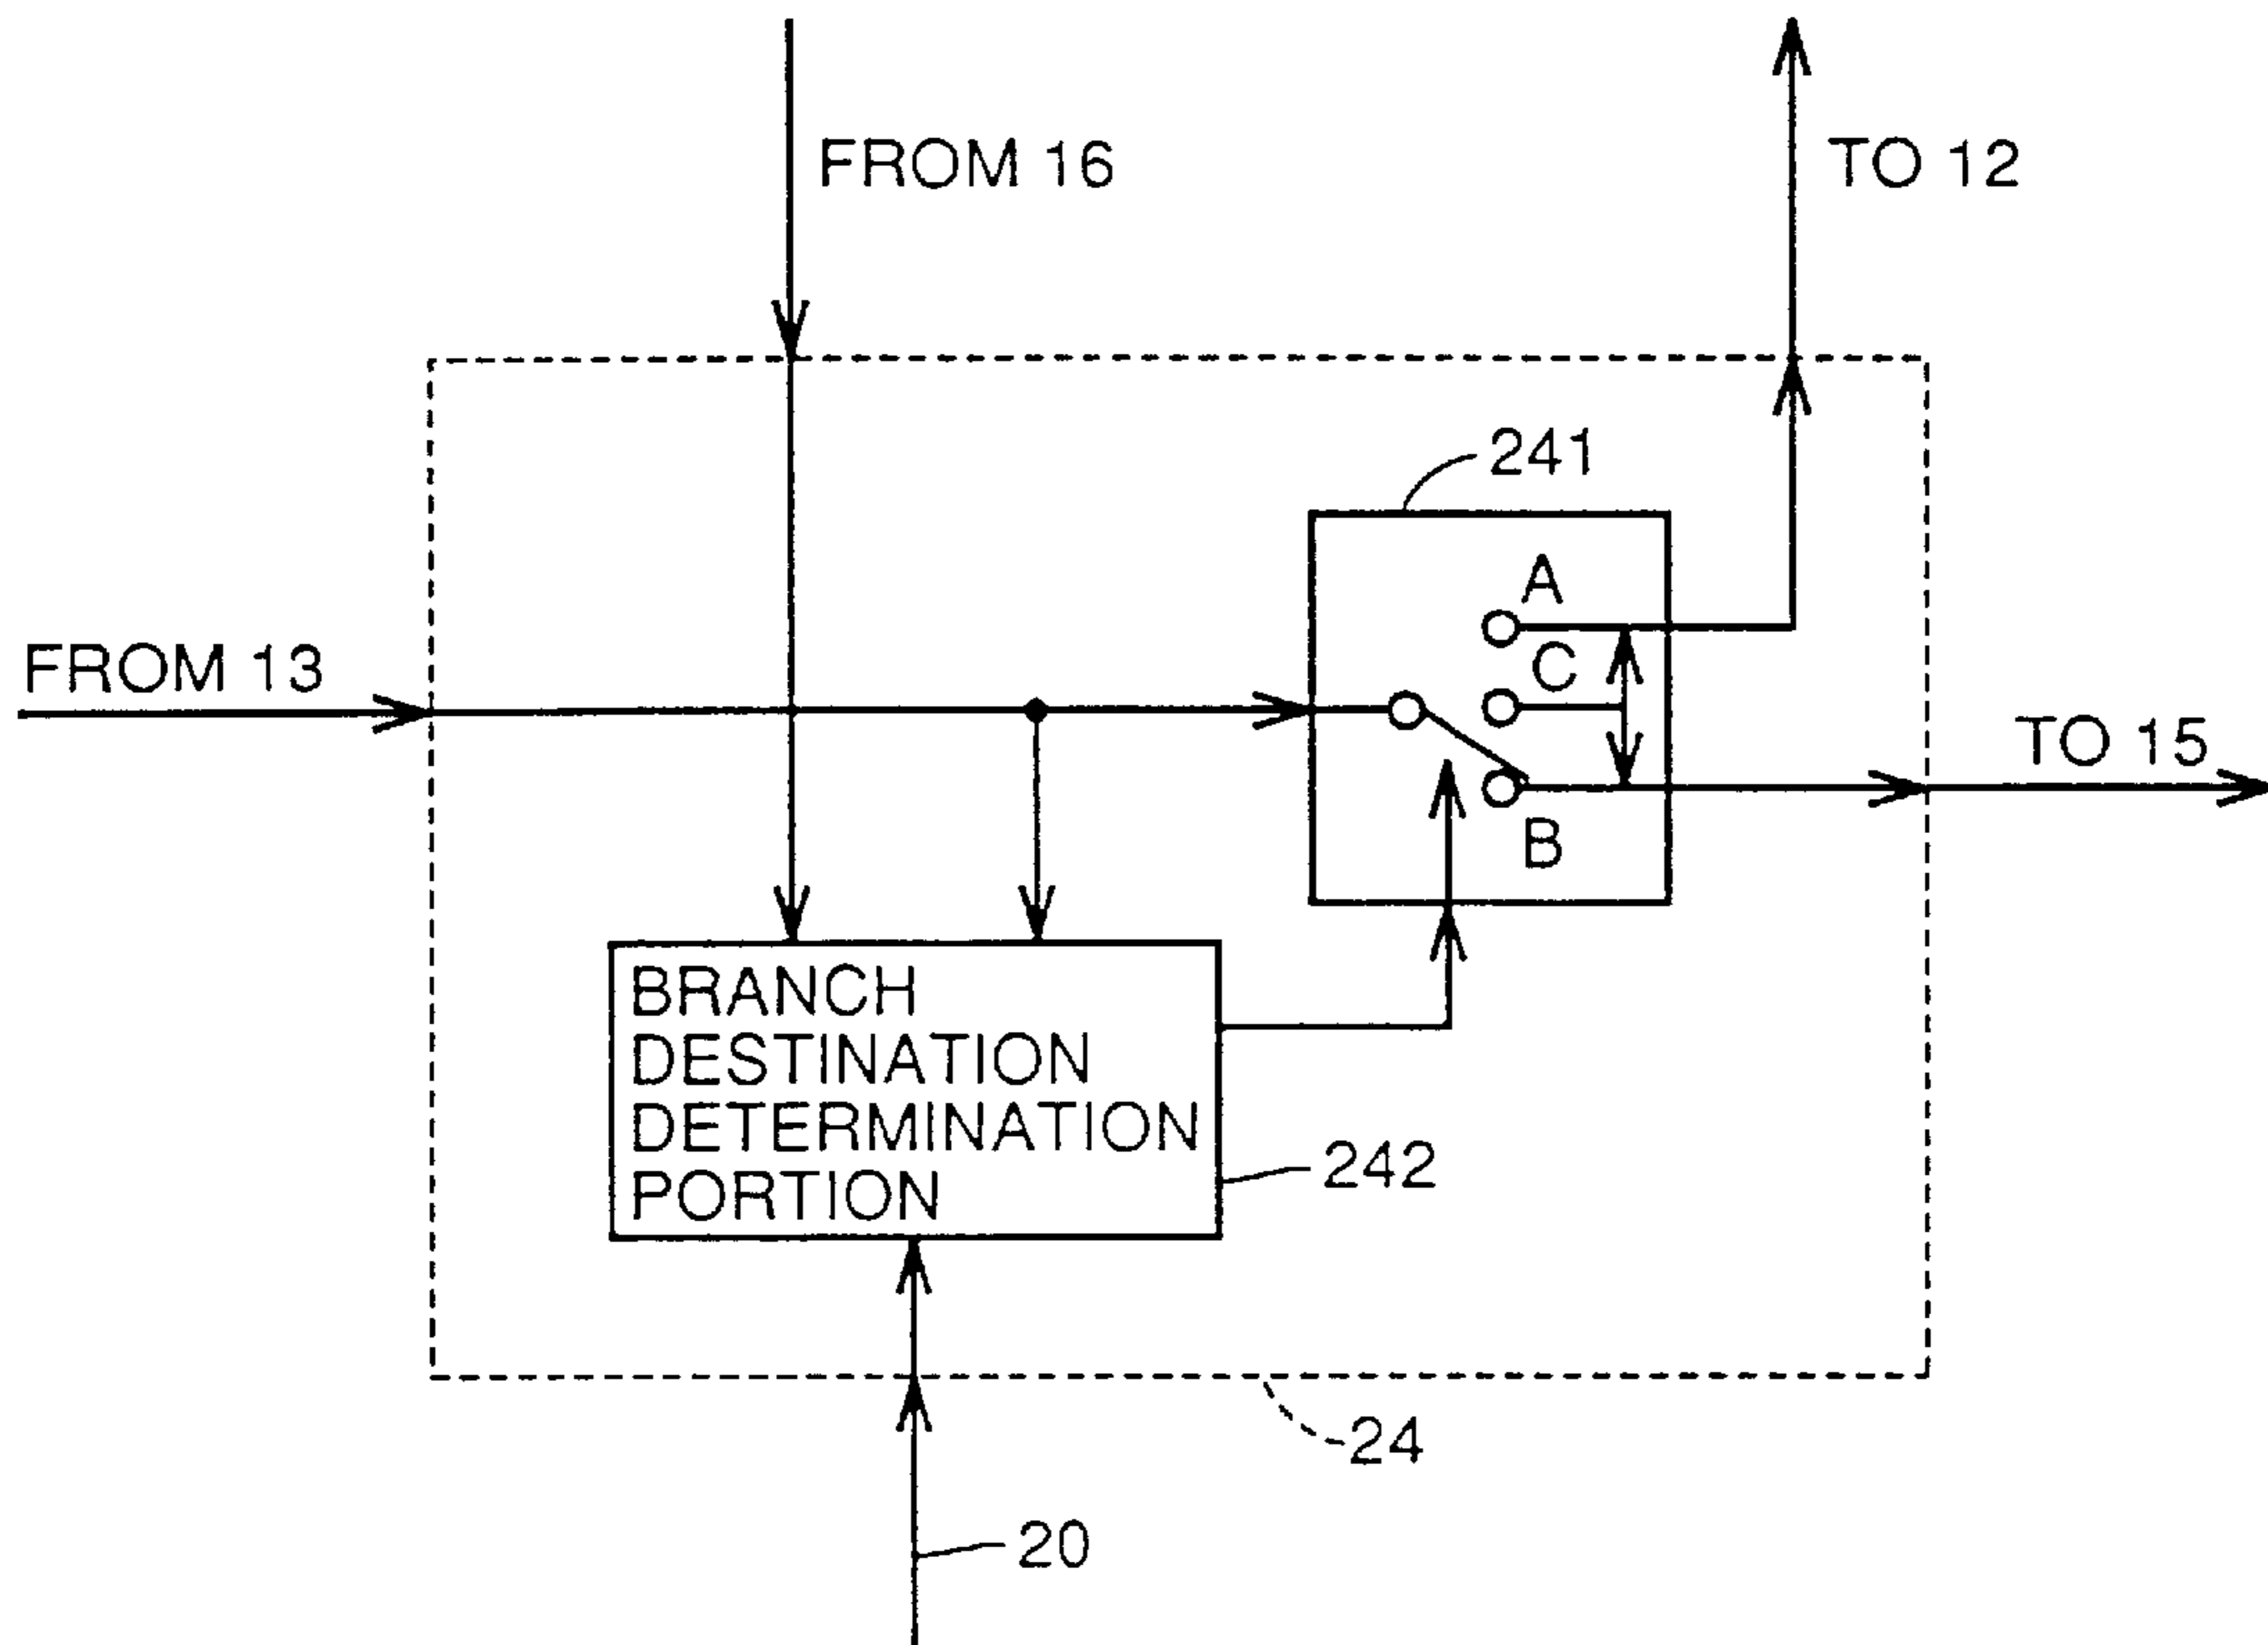 FROM 16
TO 12
241
A
FROM 13
C
TO 15
B
BRANCH
DESTINATION
DETERMINATION
PORTION
242
24
20